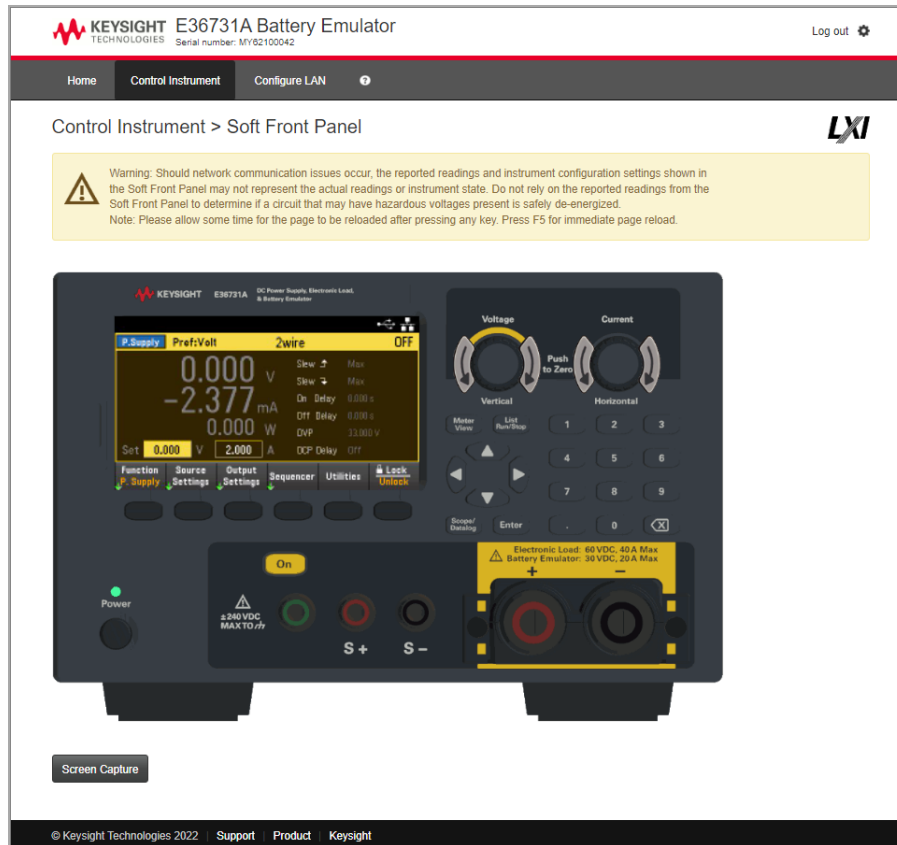 KEYSIGHT TECHNOLOGIES
E36731A Battery Emulator
Serial number: MY62100042
Log out
Home Control Instrument Configure LAN ?
Control Instrument > Soft Front Panel
LXI
Warning: Should network communication issues occur, the reported readings and instrument configuration settings shown in
the Soft Front Panel may not represent the actual readings or instrument state. Do not rely on the reported readings from the
Soft Front Panel to determine if a circuit that may have hazardous voltages present is safely de-energized.
Note: Please allow some time for the page to be reloaded after pressing any key. Press F5 for immediate page reload.
KEYSIGHT E36731A DC Power Supply, Electronic Load,
& Battery Emulator
P.Supply Pref:Volt 2wire OFF
0.000 V
-2.377 mA
0.000 W
Slew Max
Slew Max
On Delay 0.000 s
Off Delay 0.000 s
OVP 33.000 V
Set 0.000 V 2.000 A OCP Delay Off
Function Source Output Sequencer Utilities Lock
P. Supply Settings Settings Unlock
Voltage Current
Push
to Zero
Vertical Horizontal
Meter
View
List
Run/Stop
1 2 3
4 5 6
7 8 9
Scope/
Datalog
Enter . 0
On
Power
±240 VDC
MAX TO
S + S −
Electronic Load: 60 VDC, 40 A Max
Battery Emulator: 30 VDC, 20 A Max
+ −
Screen Capture
© Keysight Technologies 2022 | Support | Product | Keysight